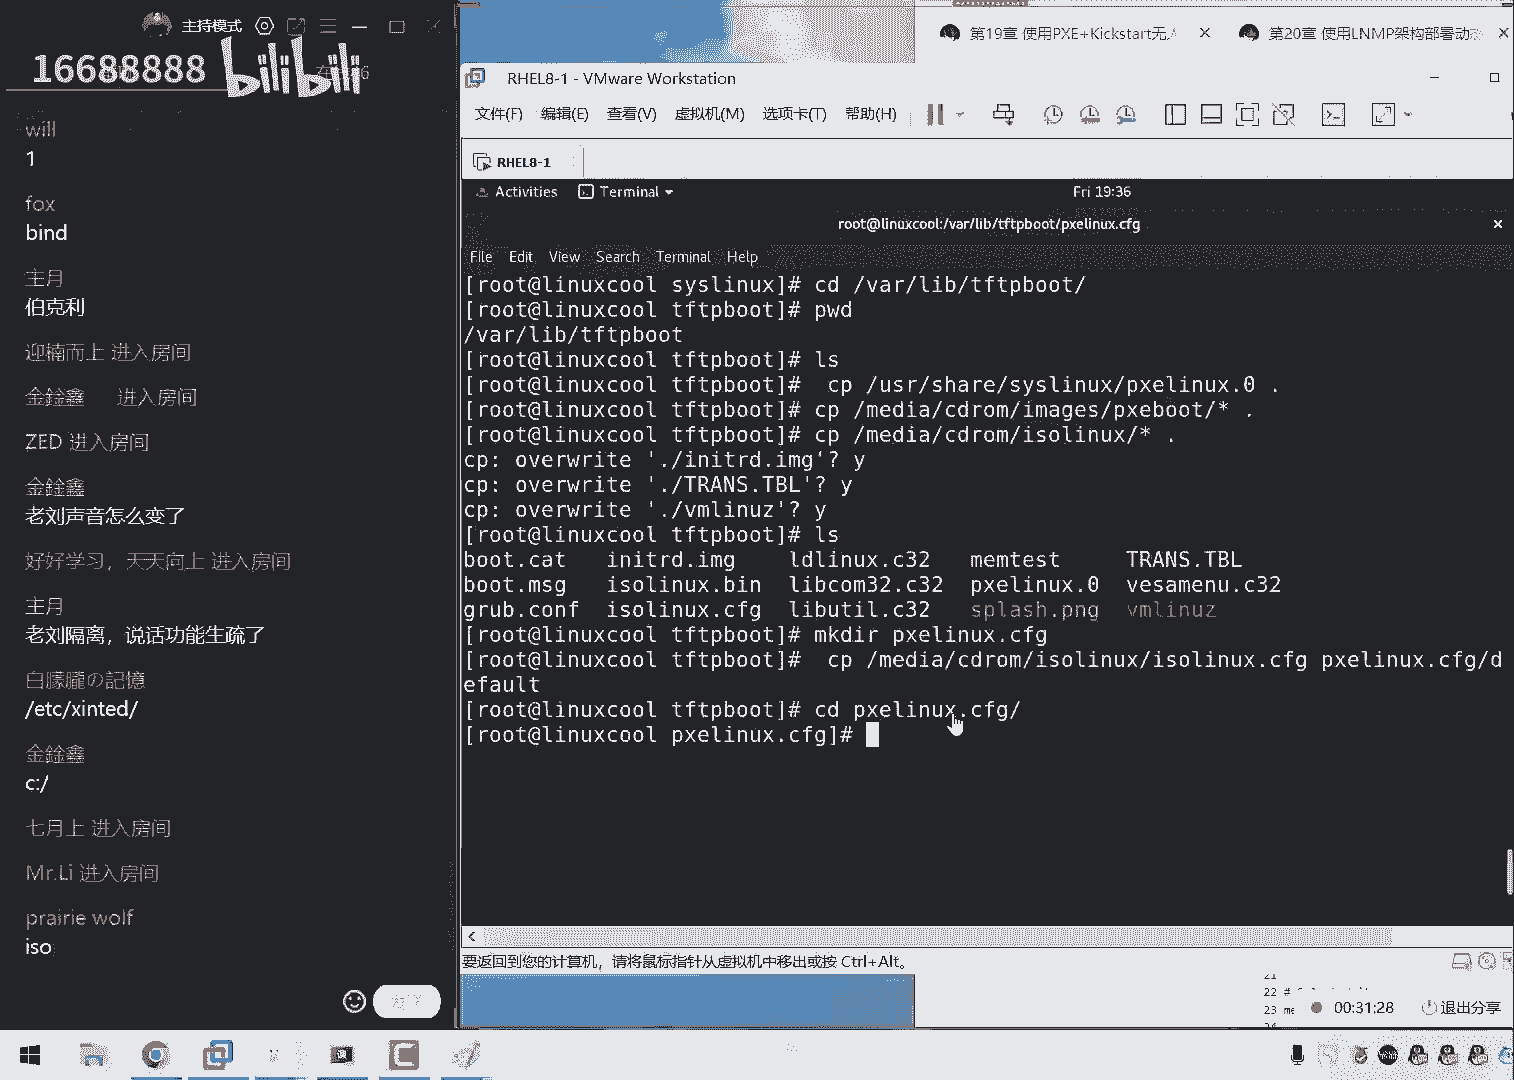 主持模式
16688888
bilibili
will
1
fox
bind
主月
伯克利
迎楠而上 进入房间
金銓鑫 进入房间
ZED 进入房间
金銓鑫
老刘声音怎么变了
好好学习，天天向上 进入房间
主月
老刘隔离，说话功能生疏了
白朦朧の記憶
/etc/xinted/
金銓鑫
c:/
七月上 进入房间
Mr.Li 进入房间
prairie wolf
iso
第19章 使用PXE+Kickstart无人
第20章 使用LNMP架构部署动态
RHEL8-1 - VMware Workstation
文件(F) 编辑(E) 查看(V) 虚拟机(M) 选项卡(T) 帮助(H)
RHEL8-1
Activities Terminal Fri 19:36
root@linuxcool:/var/lib/tftpboot/pxelinux.cfg
File Edit View Search Terminal Help
[root@linuxcool syslinux]# cd /var/lib/tftpboot/
[root@linuxcool tftpboot]# pwd
/var/lib/tftpboot
[root@linuxcool tftpboot]# ls
[root@linuxcool tftpboot]#  cp /usr/share/syslinux/pxelinux.0 .
[root@linuxcool tftpboot]# cp /media/cdrom/images/pxeboot/* .
[root@linuxcool tftpboot]# cp /media/cdrom/isolinux/* .
cp: overwrite './initrd.img'? y
cp: overwrite './TRANS.TBL'? y
cp: overwrite './vmlinuz'? y
[root@linuxcool tftpboot]# ls
boot.cat initrd.img ldlinux.c32 memtest TRANS.TBL
boot.msg isolinux.bin libcom32.c32 pxelinux.0 vesamenu.c32
grub.conf isolinux.cfg libutil.c32 splash.png vmlinuz
[root@linuxcool tftpboot]# mkdir pxelinux.cfg
[root@linuxcool tftpboot]#  cp /media/cdrom/isolinux/isolinux.cfg pxelinux.cfg/d
efault
[root@linuxcool tftpboot]# cd pxelinux.cfg/
[root@linuxcool pxelinux.cfg]#
要返回到您的计算机，请将鼠标指针从虚拟机中移出或按 Ctrl+Alt。
21
22 #
23 me
00:31:28 退出分享